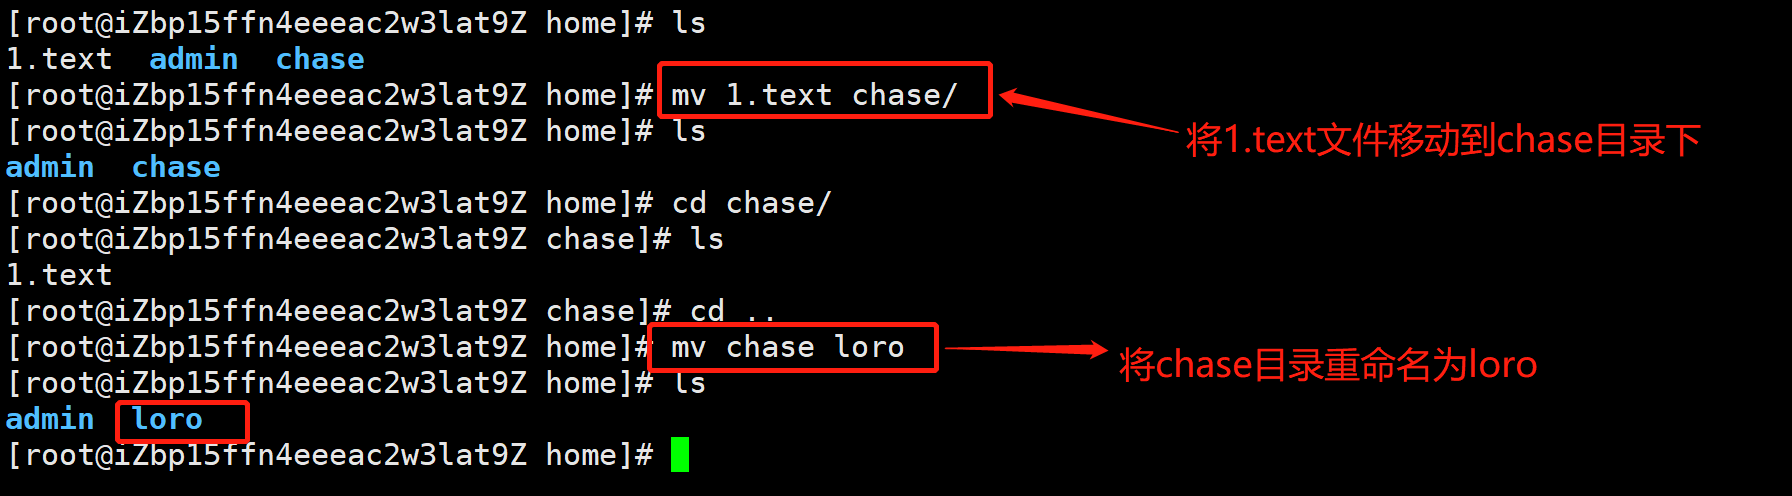 [root@iZbp15ffn4eeeac2w3lat9Z home]# ls
1.text  admin  chase
[root@iZbp15ffn4eeeac2w3lat9Z home]# mv 1.text chase/
[root@iZbp15ffn4eeeac2w3lat9Z home]# ls
将1.text文件移动到chase目录下
admin  chase
[root@iZbp15ffn4eeeac2w3lat9Z home]# cd chase/
[root@iZbp15ffn4eeeac2w3lat9Z chase]# ls
1.text
[root@iZbp15ffn4eeeac2w3lat9Z chase]# cd ..
[root@iZbp15ffn4eeeac2w3lat9Z home]# mv chase loro
将chase目录重命名为loro
[root@iZbp15ffn4eeeac2w3lat9Z home]# ls
admin  loro
[root@iZbp15ffn4eeeac2w3lat9Z home]#